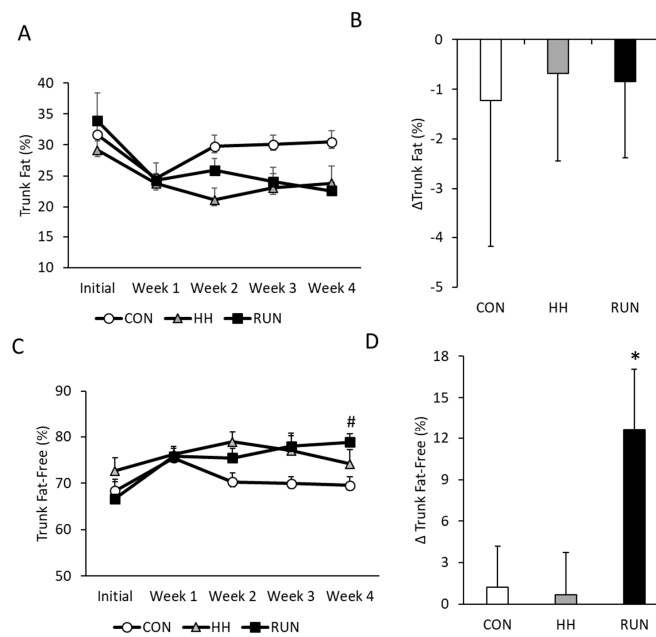 A
40
35
30
25
20
15
10
Trunk Fat (%)
Initial Week 1 Week 2 Week 3 Week 4
CON HH RUN
B
0
-1
-2
-3
-4
-5
ΔTrunk Fat (%)
CON HH RUN
C
90
80
70
60
50
Trunk Fat-Free (%)
#
Initial Week 1 Week 2 Week 3 Week 4
CON HH RUN
D
18
15
12
9
6
3
0
Δ Trunk Fat-Free (%)
*
CON HH RUN